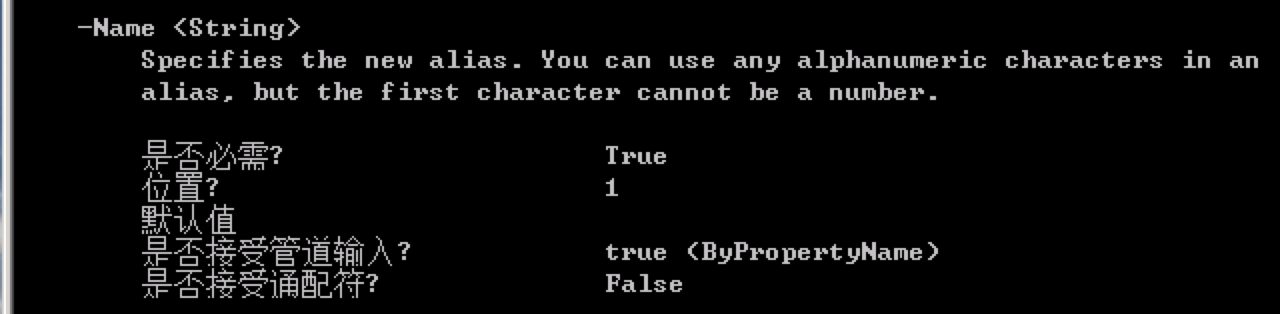 -Name <String>
Specifies the new alias. You can use any alphanumeric characters in an
alias, but the first character cannot be a number.
是否必需? True
位置? 1
默认值
是否接受管道输入? true (ByPropertyName)
是否接受通配符? False